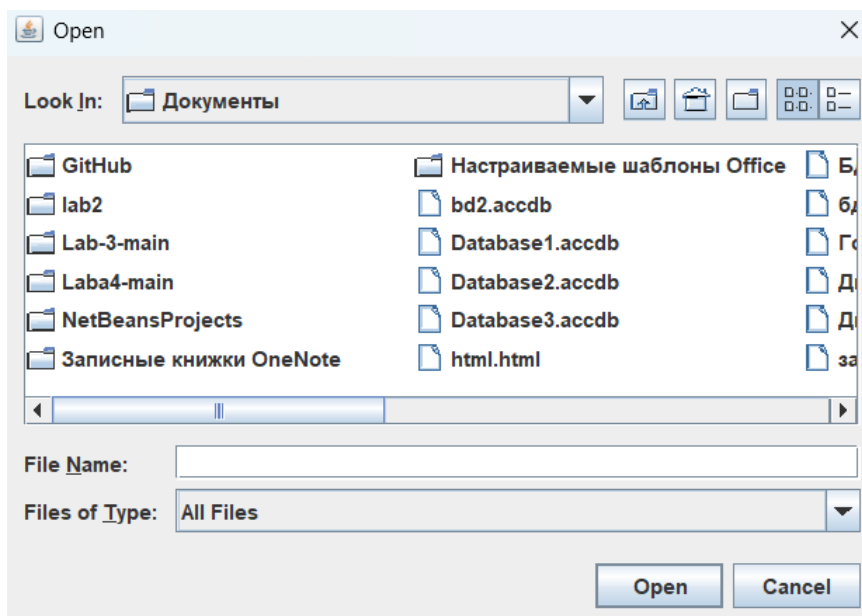 Open
Look In: Документы
GitHub
lab2
Lab-3-main
Laba4-main
NetBeansProjects
Записные книжки OneNote
Настраиваемые шаблоны Office
bd2.accdb
Database1.accdb
Database2.accdb
Database3.accdb
html.html
File Name:
Files of Type: All Files
Open Cancel